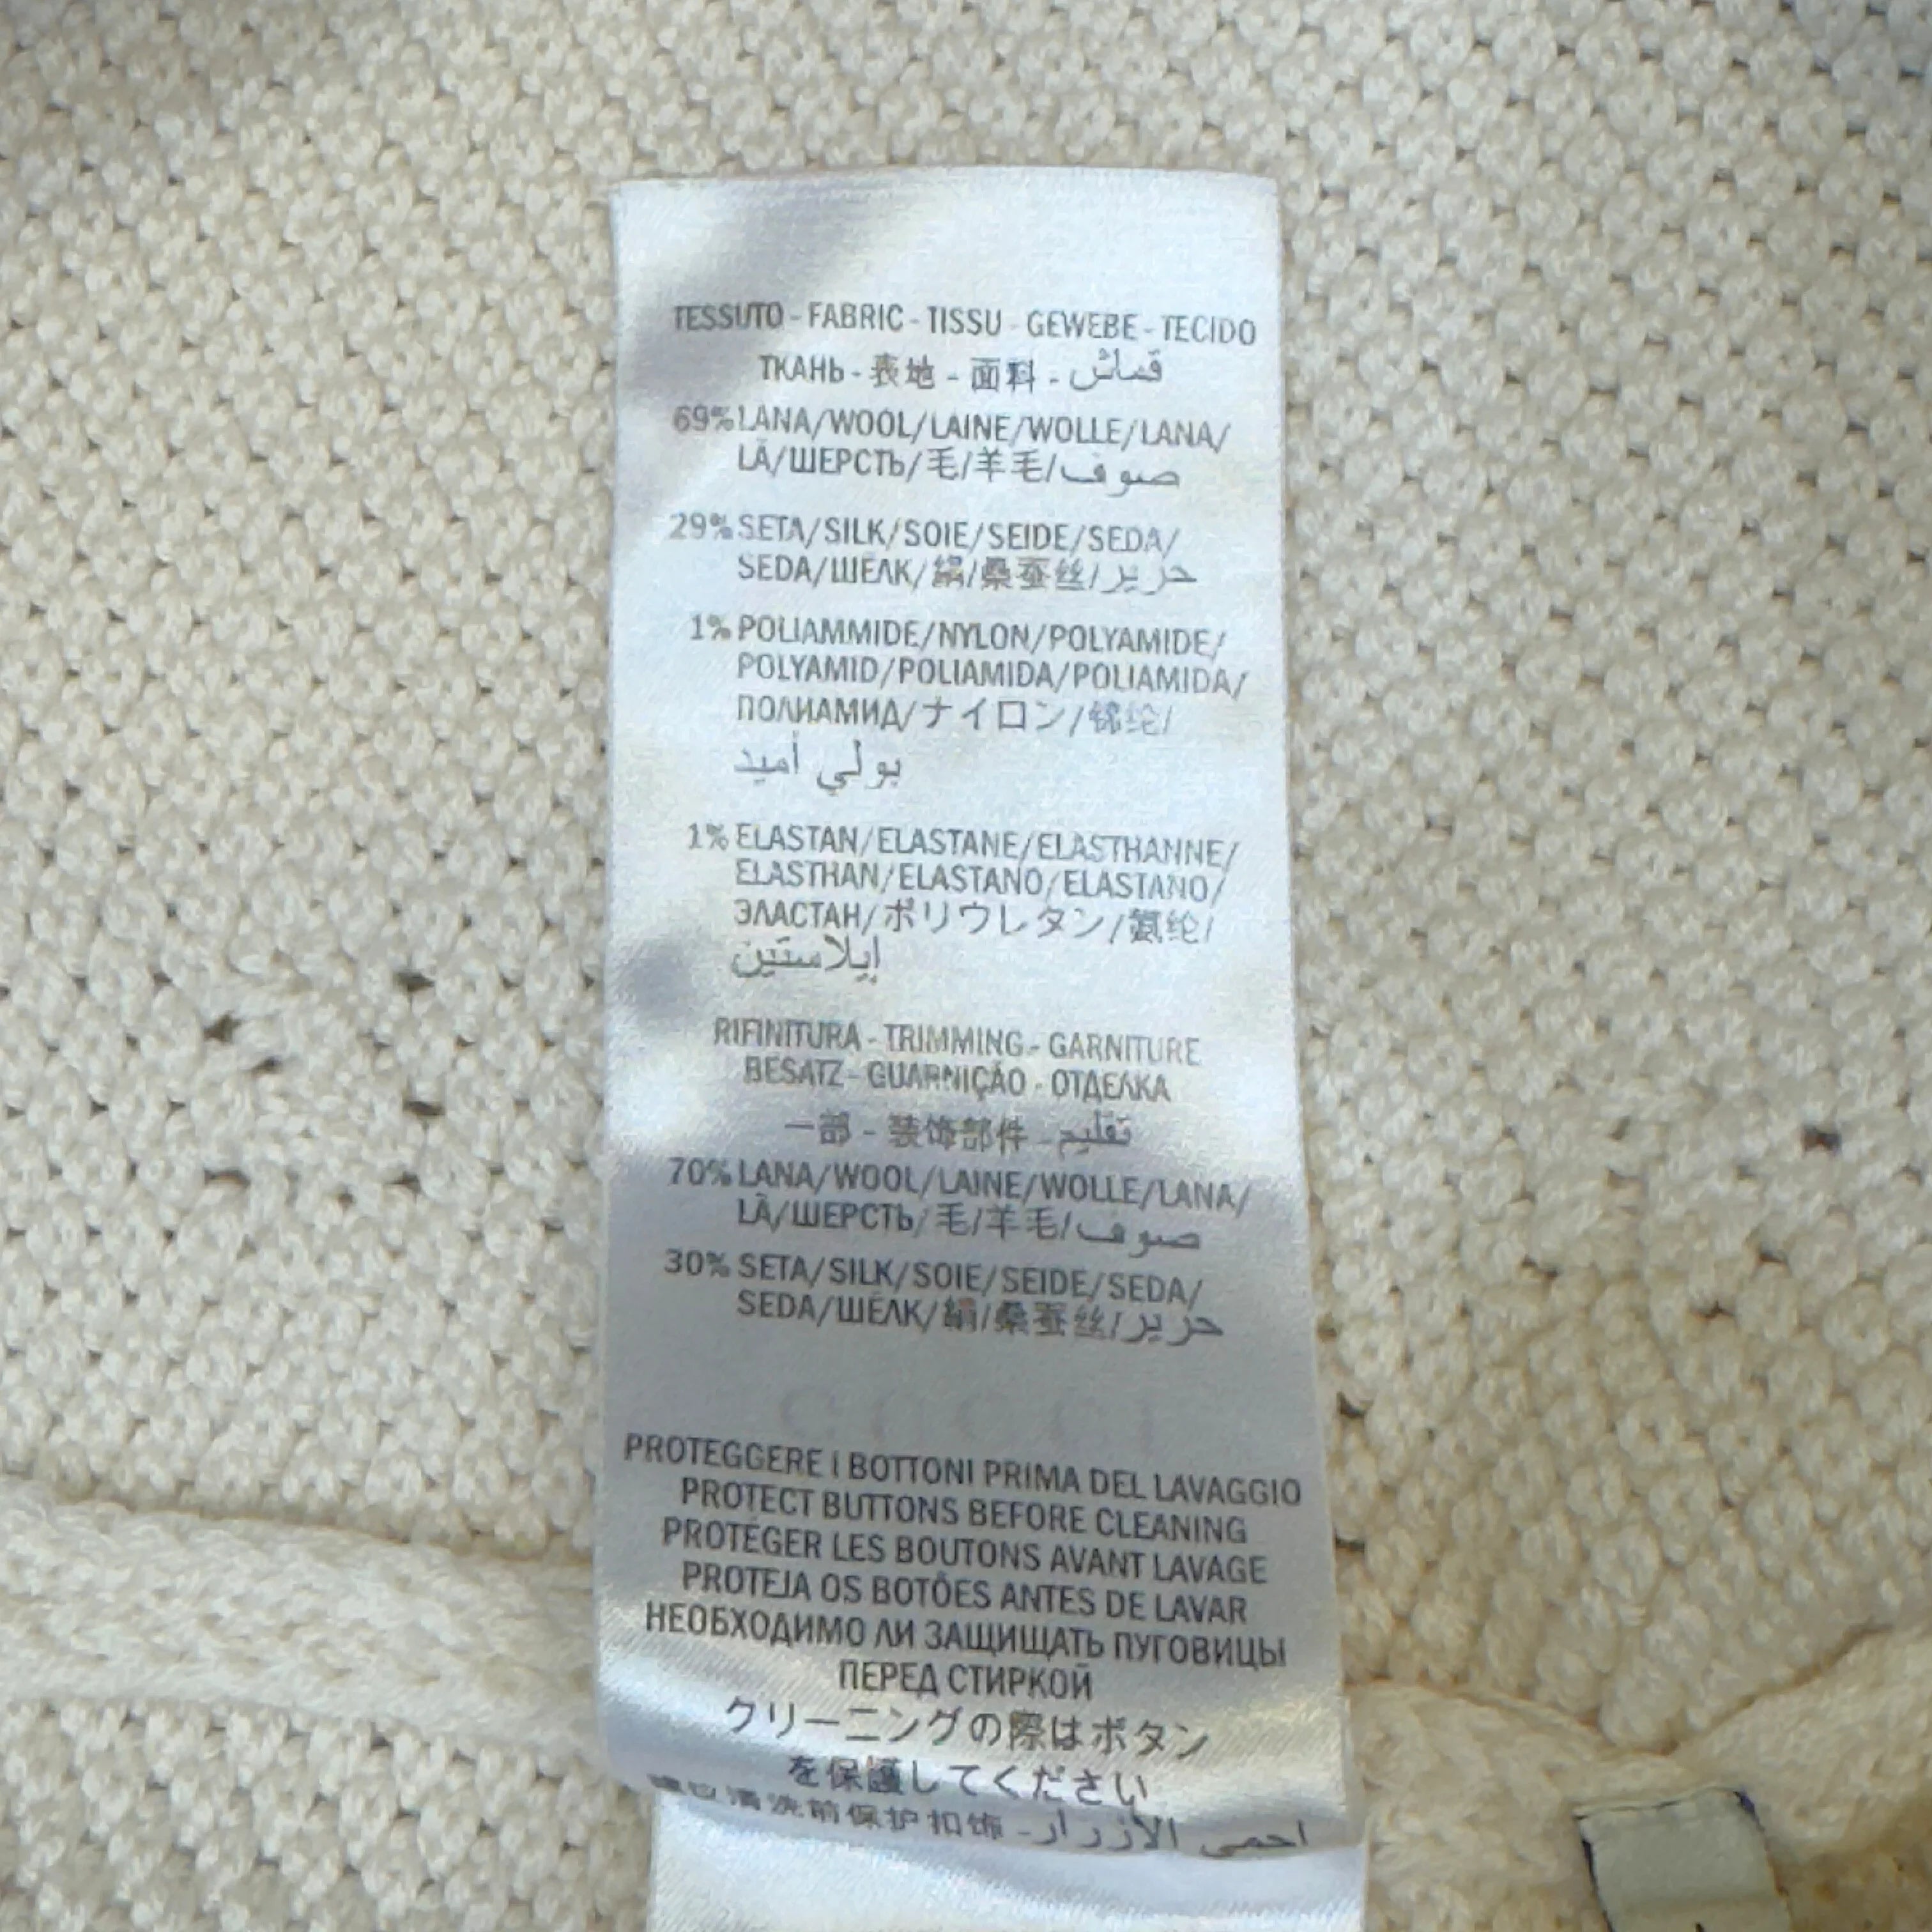 TESSUTO - FABRIC - TISSU - GEWEBE - TECIDO
ТКАНЬ - 表地 - 面料 - قماش
69% LANA/WOOL/LAINE/WOLLE/LANA/
LÃ/ШЕРСТЬ/毛/羊毛/صوف
29% SETA/SILK/SOIE/SEIDE/SEDA/
SEDA/ШЁЛК/絹/桑蚕丝/حرير
1% POLIAMMIDE/NYLON/POLYAMIDE/
POLYAMID/POLIAMIDA/POLIAMIDA/
ПОЛИАМИД/ナイロン/锦纶/
بولي أميد
1% ELASTAN/ELASTANE/ELASTHANNE/
ELASTHAN/ELASTANO/ELASTANO/
ЭЛАСТАН/ポリウレタン/氨纶/
إيلاستين
RIFINITURA - TRIMMING - GARNITURE
BESATZ - GUARNIÇÃO - ОТДЕЛКА
一部 - 装饰部件 - تقليم
70% LANA/WOOL/LAINE/WOLLE/LANA/
LÃ/ШЕРСТЬ/毛/羊毛/صوف
30% SETA/SILK/SOIE/SEIDE/SEDA/
SEDA/ШЁЛК/絹/桑蚕丝/حرير
PROTEGGERE I BOTTONI PRIMA DEL LAVAGGIO
PROTECT BUTTONS BEFORE CLEANING
PROTÉGER LES BOUTONS AVANT LAVAGE
PROTEJA OS BOTÕES ANTES DE LAVAR
НЕОБХОДИМО ЛИ ЗАЩИЩАТЬ ПУГОВИЦЫ
ПЕРЕД СТИРКОЙ
クリーニングの際はボタン
を保護してください
清洗前保护扣饰 - احمي الأزرار